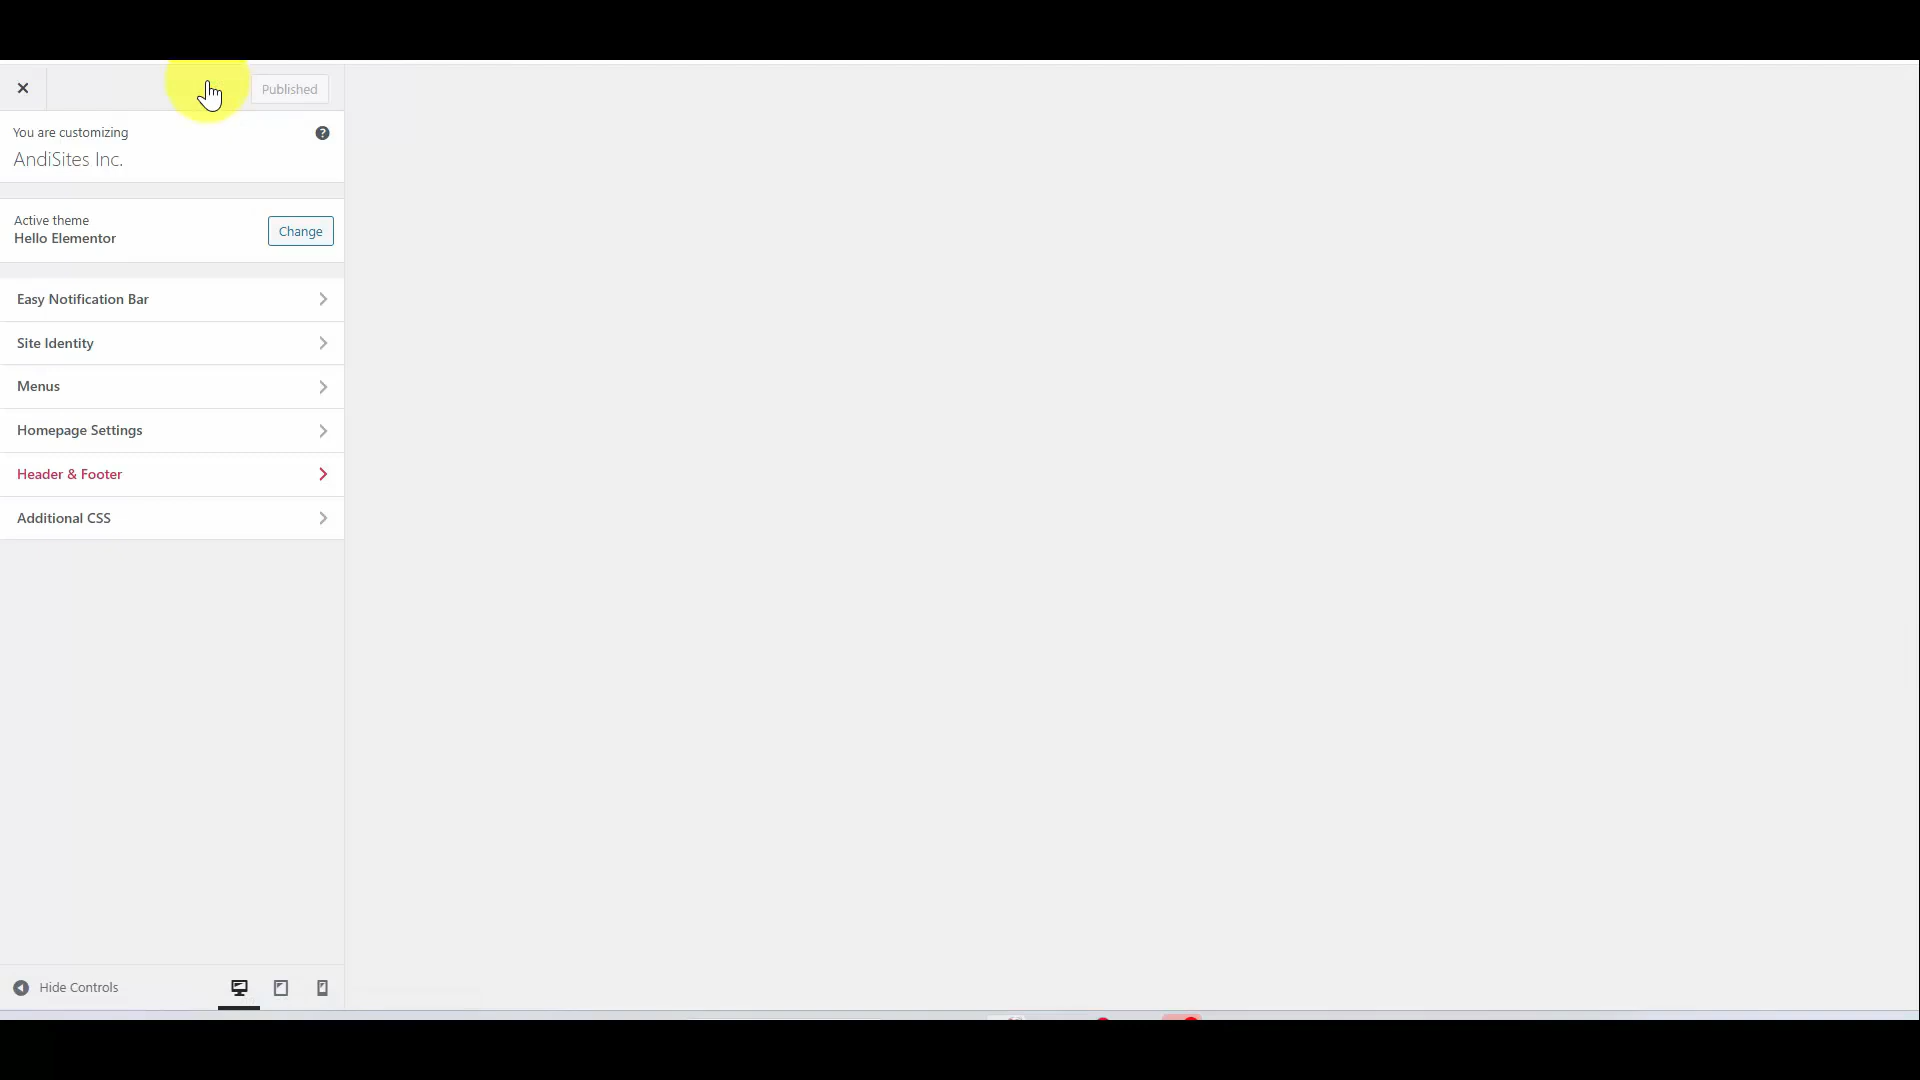 Published
You are customizing
AndiSites Inc.
Active theme
Hello Elementor
Change
Easy Notification Bar
Site Identity
Menus
Homepage Settings
Header & Footer
Additional CSS
Hide Controls